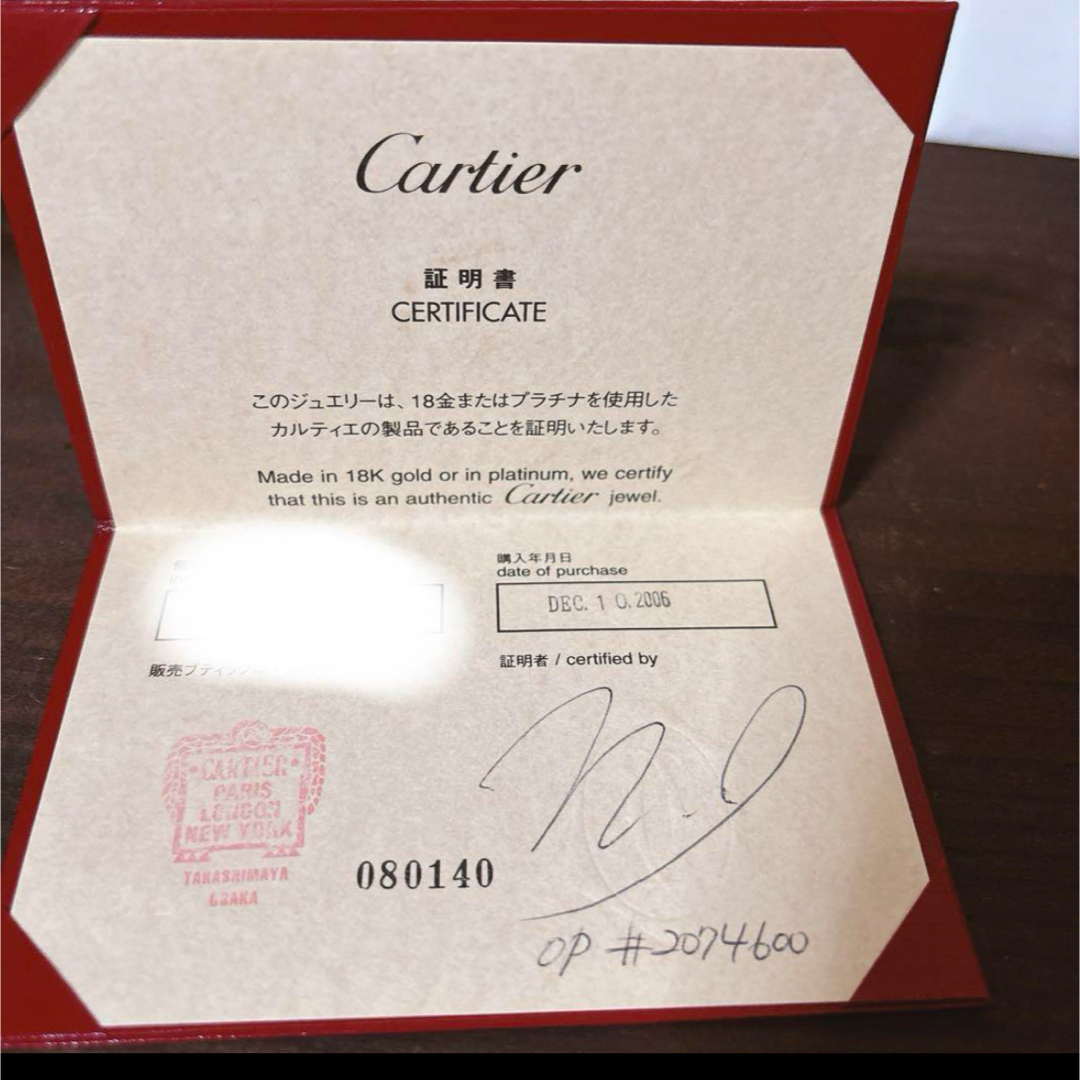 Cartier
証明書
CERTIFICATE
このジュエリーは、18金またはプラチナを使用した
カルティエの製品であることを証明いたします。
Made in 18K gold or in platinum, we certify
that this is an authentic Cartier jewel.
購入年月日
date of purchase
DEC. 10.2006
販売ブティック
証明者 / certified by
CARTIER
PARIS
LONDON
NEW YORK
TAKASHIMAYA
OSAKA
080140
OP #2074600